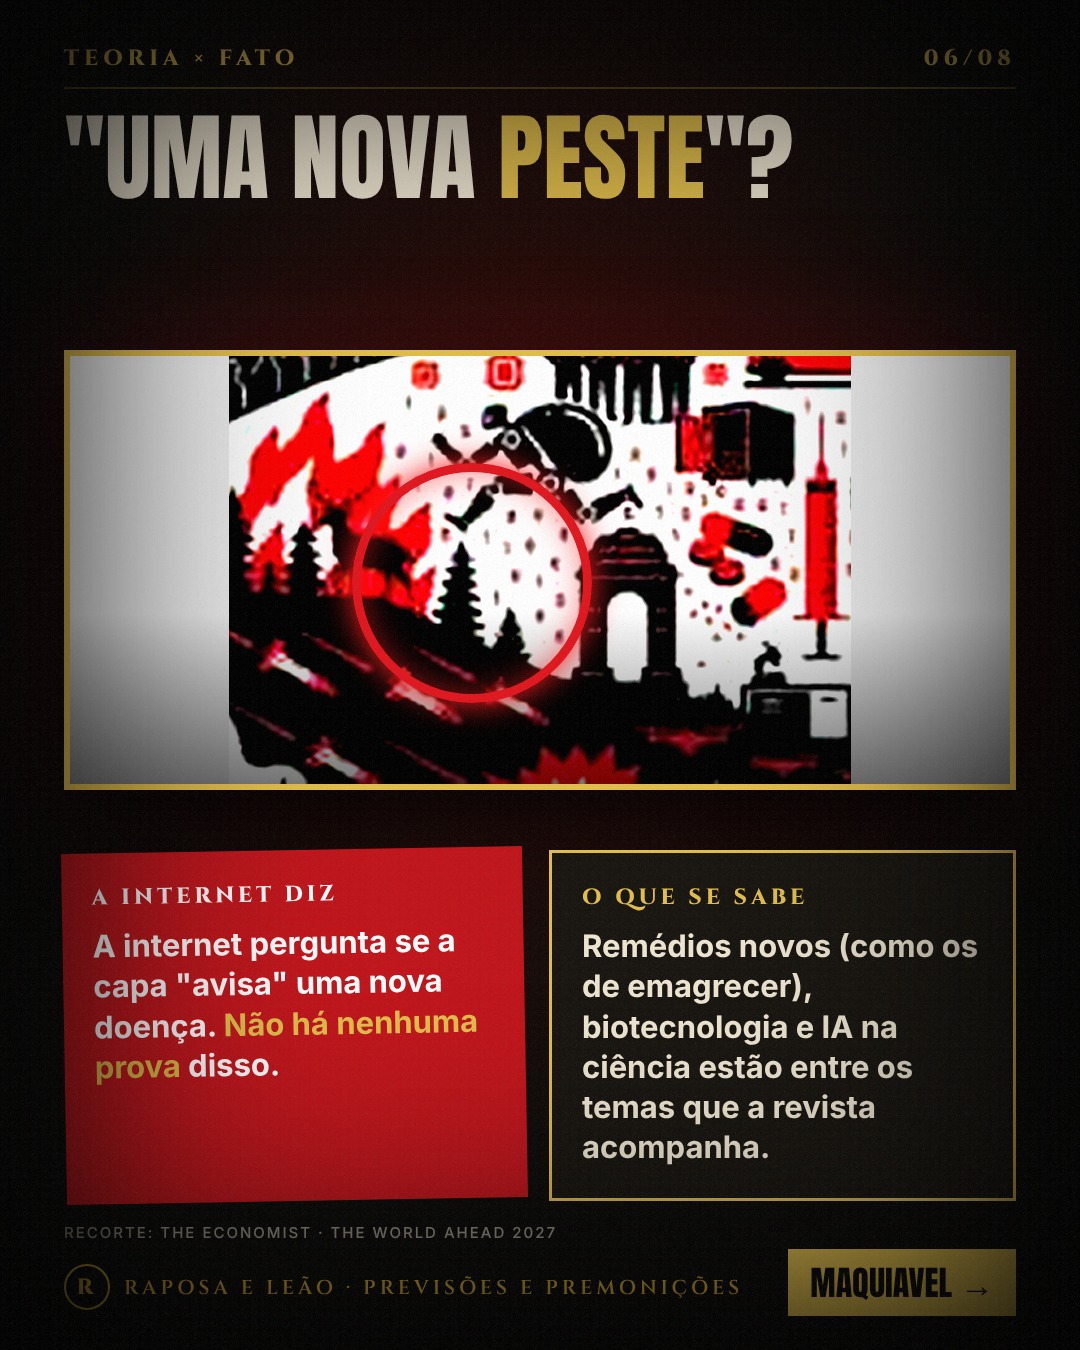 TEORIA × FATO
06/08
"UMA NOVA PESTE"?
A INTERNET DIZ
A internet pergunta se a
capa "avisa" uma nova
doença. Não há nenhuma
prova disso.
O QUE SE SABE
Remédios novos (como os
de emagrecer),
biotecnologia e IA na
ciência estão entre os
temas que a revista
acompanha.
RECORTE: THE ECONOMIST · THE WORLD AHEAD 2027
R RAPOSA E LEÃO · PREVISÕES E PREMONIÇÕES
MAQUIAVEL →